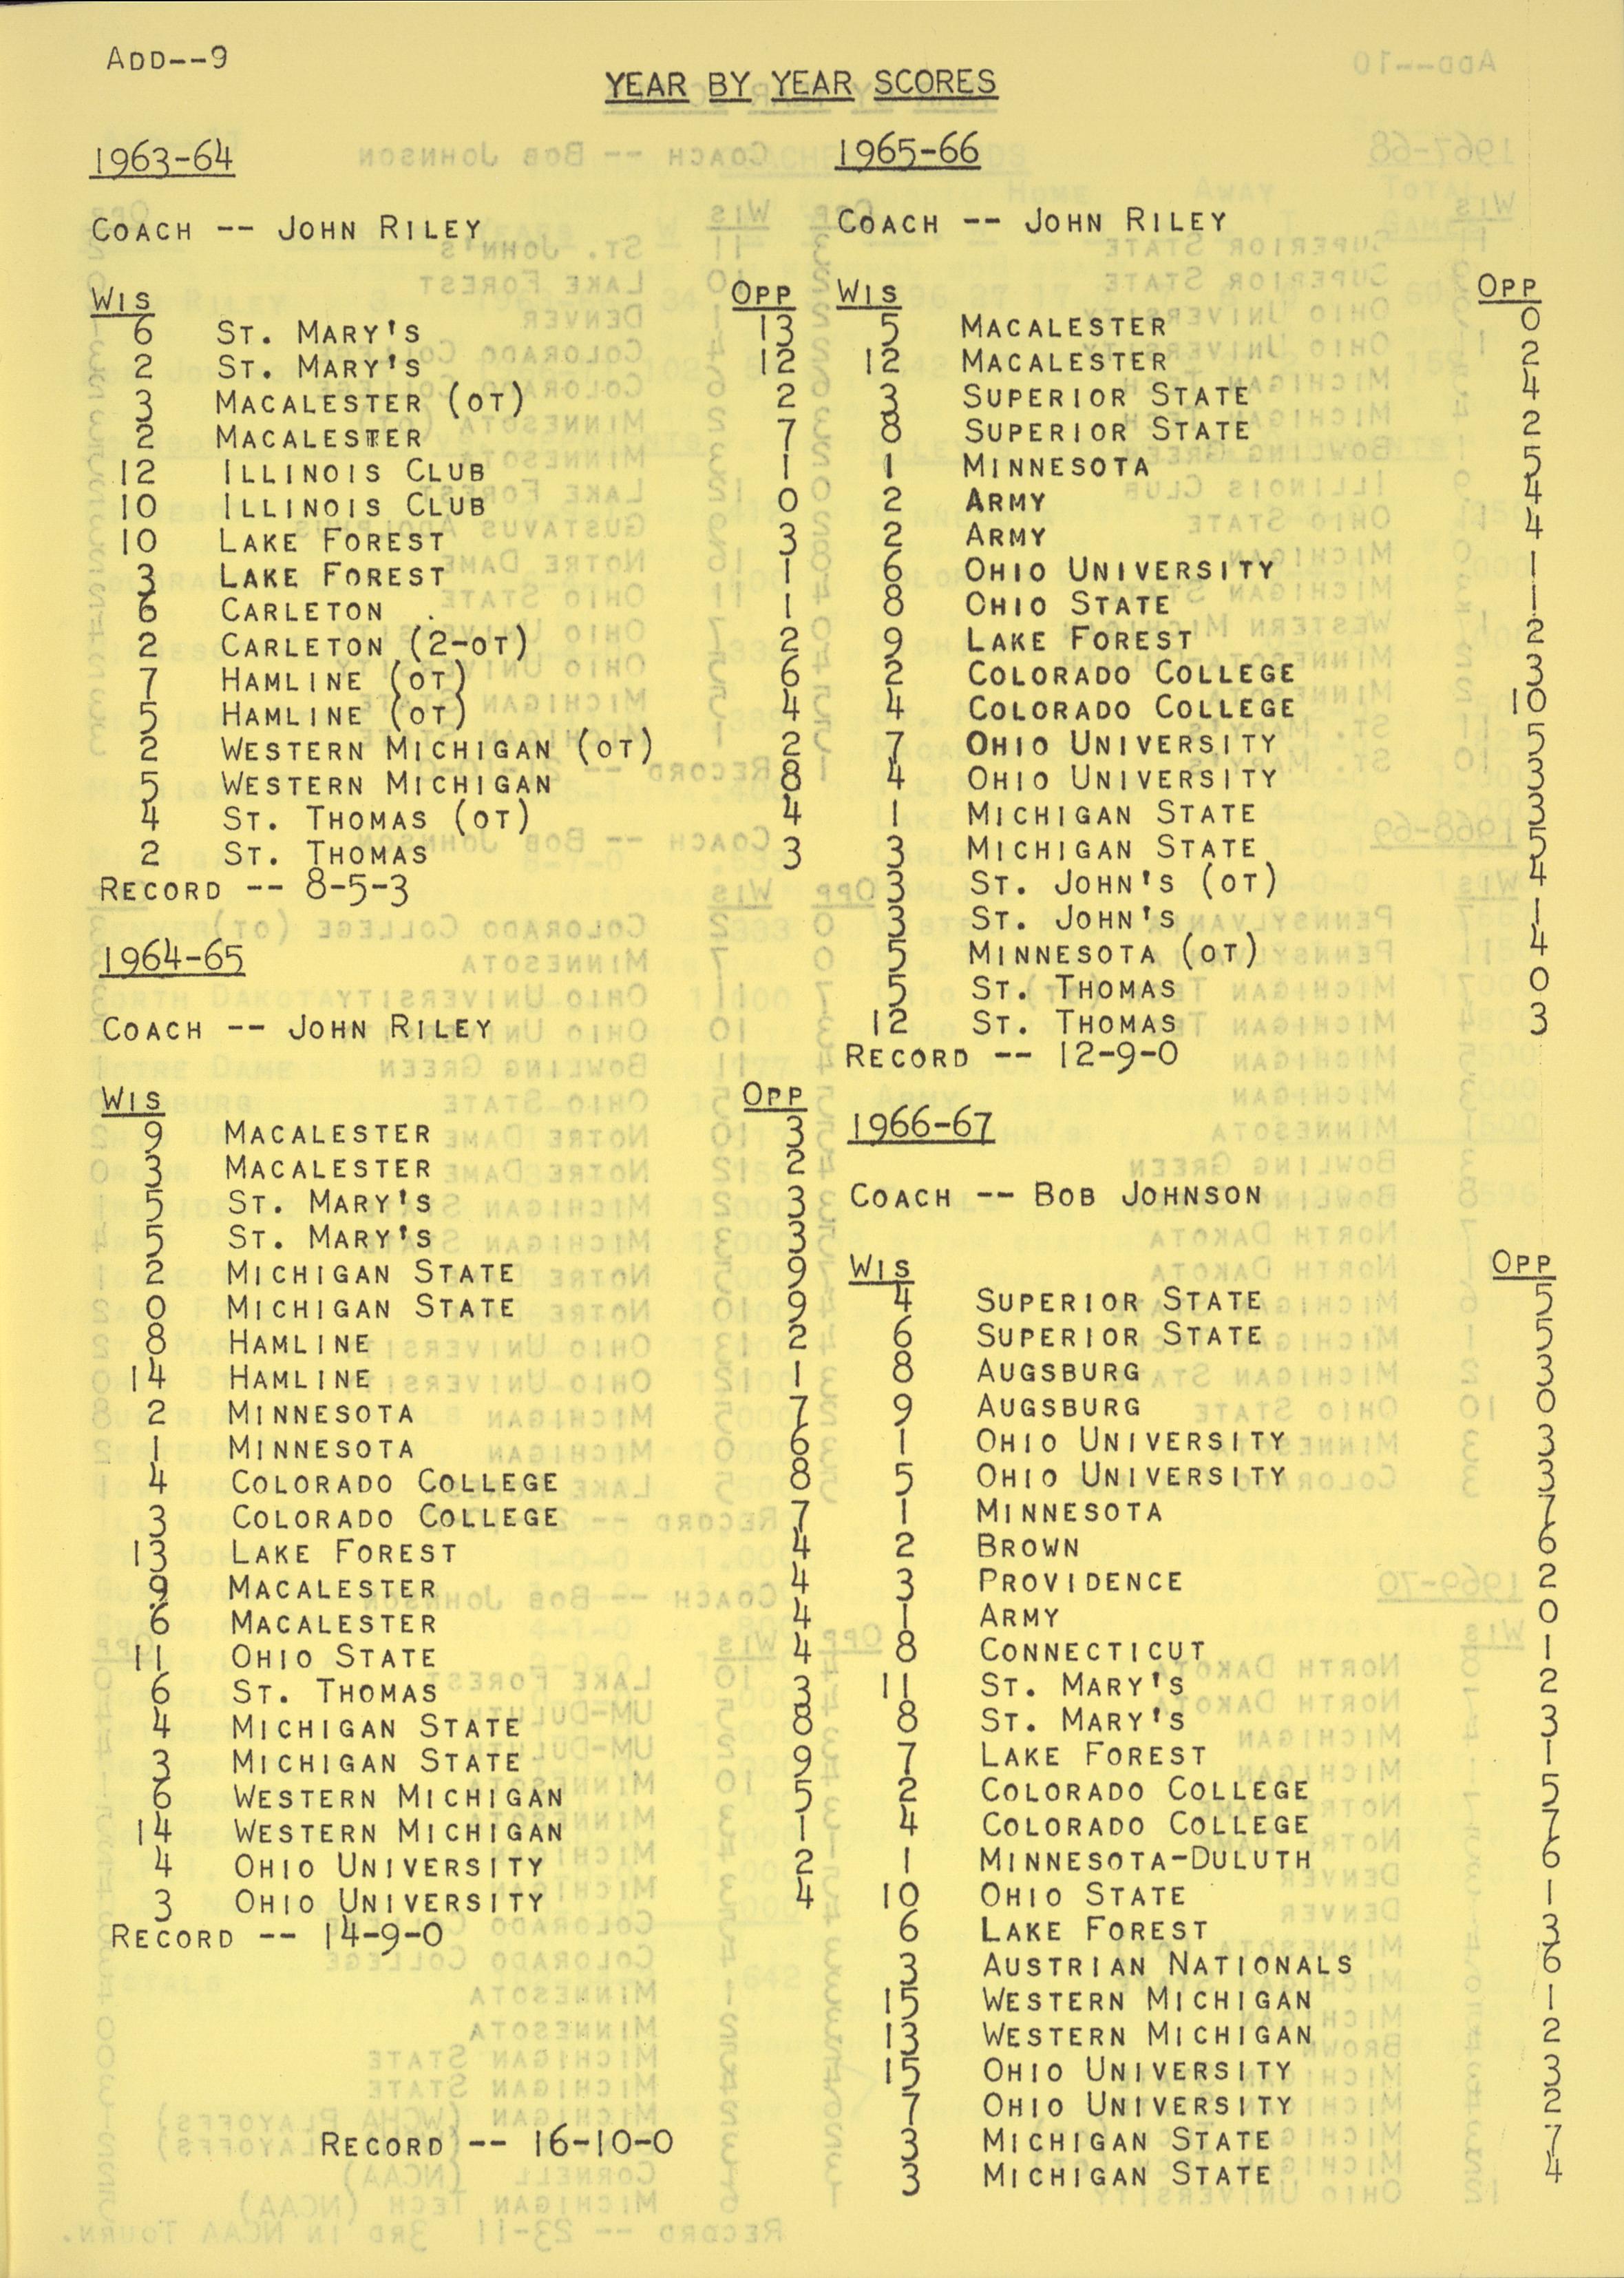 ADD--9
YEAR BY YEAR SCORES
1963-64
COACH -- JOHN RILEY
WIS OPP
6 ST. MARY'S 13
2 ST. MARY'S 12
3 MACALESTER (OT) 2
2 MACALESTER 7
12 ILLINOIS CLUB 1
10 ILLINOIS CLUB 0
10 LAKE FOREST 3
3 LAKE FOREST 1
6 CARLETON 1
2 CARLETON (2-OT) 2
7 HAMLINE (OT) 6
5 HAMLINE (OT) 4
2 WESTERN MICHIGAN (OT) 2
5 WESTERN MICHIGAN 8
4 ST. THOMAS (OT) 4
2 ST. THOMAS 3
RECORD -- 8-5-3
1964-65
COACH -- JOHN RILEY
WIS OPP
9 MACALESTER 3
3 MACALESTER 2
5 ST. MARY'S 3
5 ST. MARY'S 3
2 MICHIGAN STATE 9
0 MICHIGAN STATE 9
8 HAMLINE 2
14 HAMLINE 1
2 MINNESOTA 7
1 MINNESOTA 6
4 COLORADO COLLEGE 8
3 COLORADO COLLEGE 7
13 LAKE FOREST 4
9 MACALESTER 4
6 MACALESTER 4
11 OHIO STATE 4
6 ST. THOMAS 3
4 MICHIGAN STATE 8
3 MICHIGAN STATE 9
6 WESTERN MICHIGAN 5
14 WESTERN MICHIGAN 1
4 OHIO UNIVERSITY 2
3 OHIO UNIVERSITY 4
RECORD -- 14-9-0
1965-66
COACH -- JOHN RILEY
WIS OPP
5 MACALESTER 0
12 MACALESTER 2
3 SUPERIOR STATE 4
8 SUPERIOR STATE 2
1 MINNESOTA 5
2 ARMY 4
2 ARMY 4
6 OHIO UNIVERSITY 1
8 OHIO STATE 1
9 LAKE FOREST 2
2 COLORADO COLLEGE 3
4 COLORADO COLLEGE 10
7 OHIO UNIVERSITY 5
4 OHIO UNIVERSITY 3
1 MICHIGAN STATE 3
3 MICHIGAN STATE 5
3 ST. JOHN'S (OT) 4
3 ST. JOHN'S 1
5 MINNESOTA (OT) 4
5 ST. THOMAS 0
12 ST. THOMAS 3
RECORD -- 12-9-0
1966-67
COACH -- BOB JOHNSON
WIS OPP
4 SUPERIOR STATE 5
6 SUPERIOR STATE 5
8 AUGSBURG 3
9 AUGSBURG 0
1 OHIO UNIVERSITY 3
5 OHIO UNIVERSITY 3
1 MINNESOTA 7
2 BROWN 6
3 PROVIDENCE 2
1 ARMY 0
8 CONNECTICUT 1
11 ST. MARY'S 2
8 ST. MARY'S 3
7 LAKE FOREST 1
2 COLORADO COLLEGE 5
4 COLORADO COLLEGE 7
1 MINNESOTA-DULUTH 6
10 OHIO STATE 1
6 LAKE FOREST 3
3 AUSTRIAN NATIONALS 6
15 WESTERN MICHIGAN 1
13 WESTERN MICHIGAN 2
15 OHIO UNIVERSITY 3
7 OHIO UNIVERSITY 2
3 MICHIGAN STATE 7
3 MICHIGAN STATE 4
RECORD -- 16-10-0